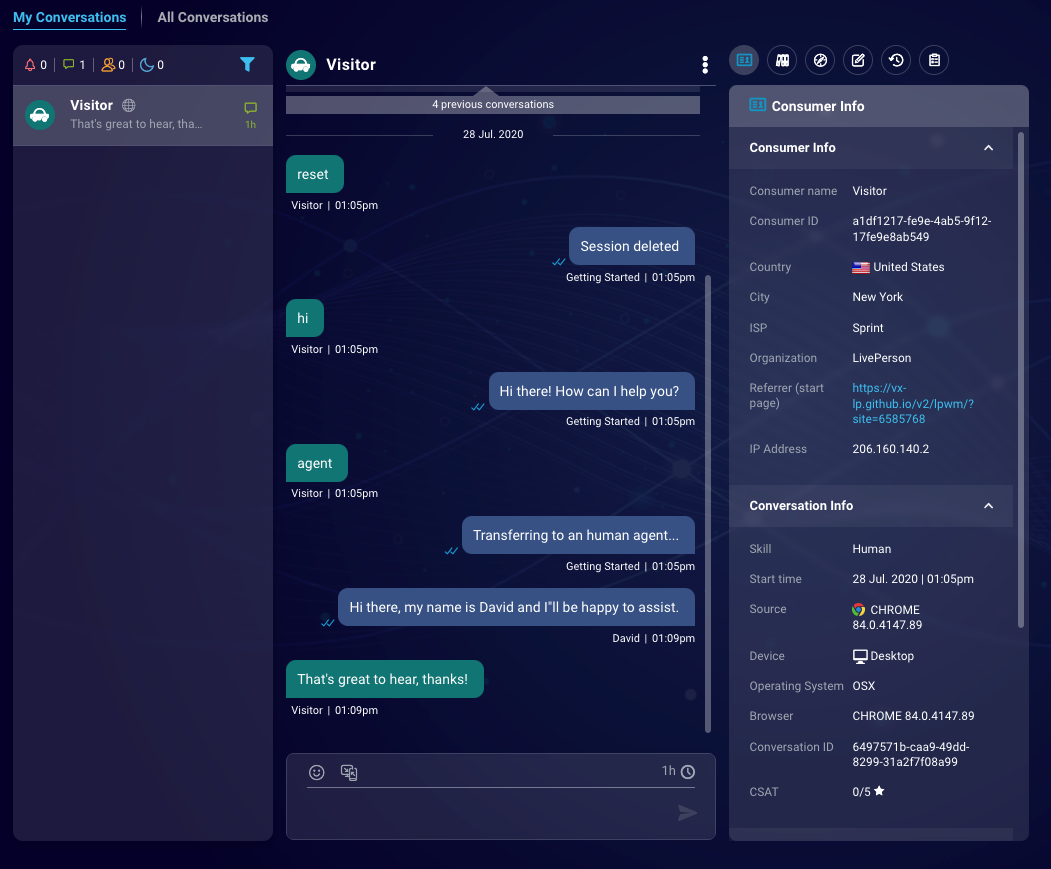 My Conversations
All Conversations
0
1
0
0
Visitor
That's great to hear, tha...
1h
Visitor
4 previous conversations
28 Jul. 2020
reset
Visitor | 01:05pm
Session deleted
Getting Started | 01:05pm
hi
Visitor | 01:05pm
Hi there! How can I help you?
Getting Started | 01:05pm
agent
Visitor | 01:05pm
Transferring to an human agent...
Getting Started | 01:05pm
Hi there, my name is David and I"ll be happy to assist.
David | 01:09pm
That's great to hear, thanks!
Visitor | 01:09pm
1h
Consumer Info
Consumer Info
Consumer name Visitor
Consumer ID a1df1217-fe9e-4ab5-9f12-
17fe9e8ab549
Country United States
City New York
ISP Sprint
Organization LivePerson
Referrer (start https://vx-
page) lp.github.io/v2/lpwm/?
site=6585768
IP Address 206.160.140.2
Conversation Info
Skill Human
Start time 28 Jul. 2020 | 01:05pm
Source CHROME
84.0.4147.89
Device Desktop
Operating System OSX
Browser CHROME 84.0.4147.89
Conversation ID 6497571b-caa9-49dd-
8299-31a2f7f08a99
CSAT 0/5